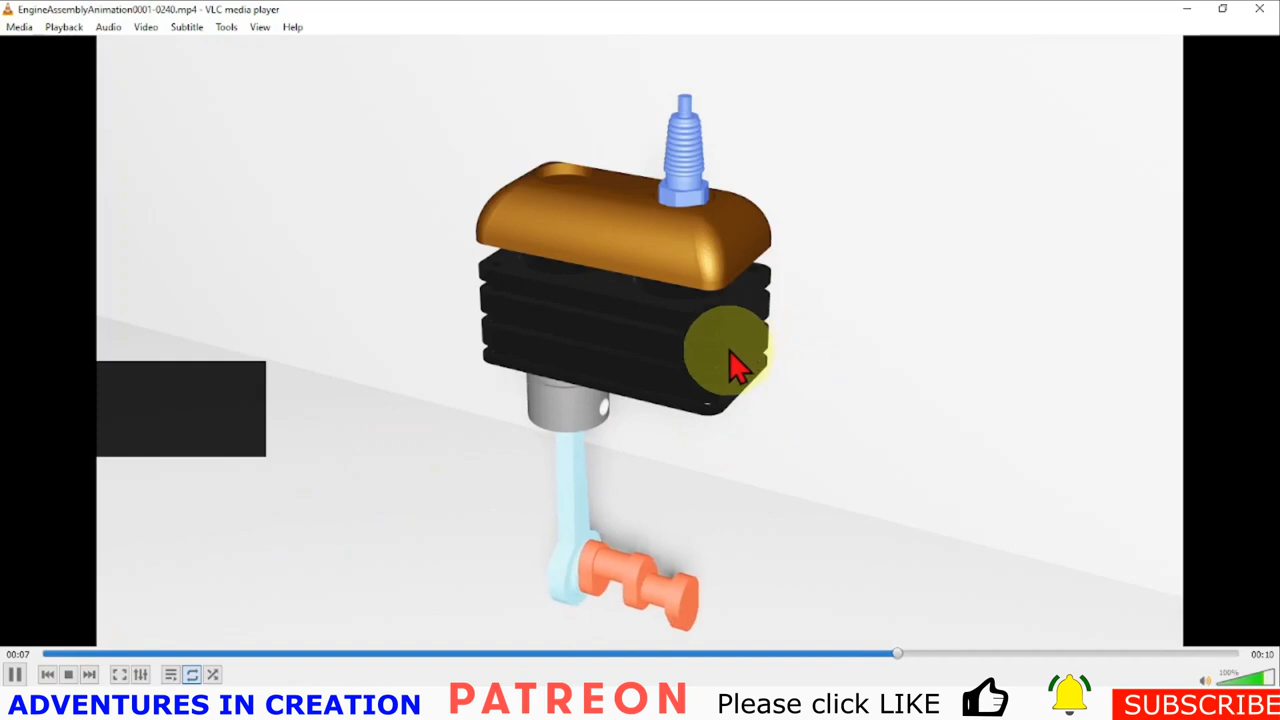 EngineAssemblyAnimation0001-0240.mp4 - VLC media player
Media Playback Audio Video Subtitle Tools View Help
00:07 00:10
100%
ADVENTURES IN CREATION PATREON Please click LIKE SUBSCRIBE